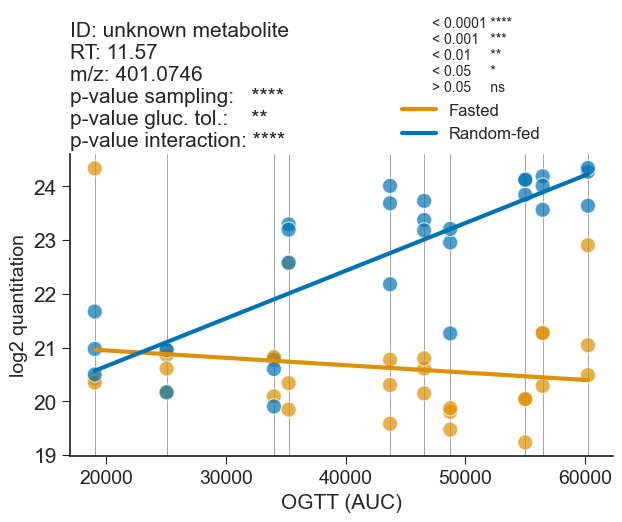 ID: unknown metabolite
RT: 11.57
m/z: 401.0746
p-value sampling: ****
p-value gluc. tol.: **
p-value interaction: ****
< 0.0001 ****
< 0.001 ***
< 0.01 **
< 0.05 *
> 0.05 ns
Fasted
Random-fed
log2 quantitation
24
23
22
21
20
19
20000 30000 40000 50000 60000
OGTT (AUC)